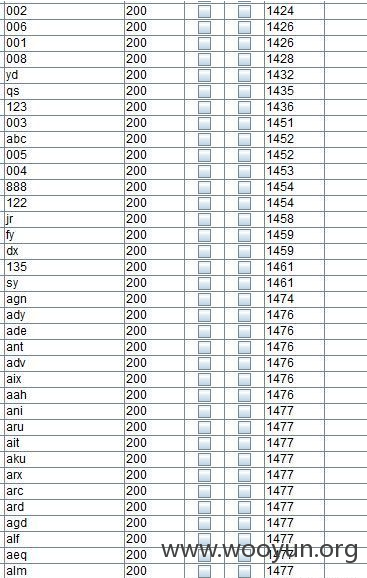 002 200 1424
006 200 1426
001 200 1426
008 200 1428
yd 200 1432
qs 200 1435
123 200 1436
003 200 1451
abc 200 1452
005 200 1452
004 200 1453
888 200 1454
122 200 1454
jr 200 1458
fy 200 1459
dx 200 1459
135 200 1461
sy 200 1461
agn 200 1474
ady 200 1476
ade 200 1476
ant 200 1476
adv 200 1476
aix 200 1476
aah 200 1476
ani 200 1477
aru 200 1477
ait 200 1477
aku 200 1477
arx 200 1477
arc 200 1477
ard 200 1477
agd 200 1477
alf 200 1477
aeq 200 1477
alm 200 1477
www.wooyun.org